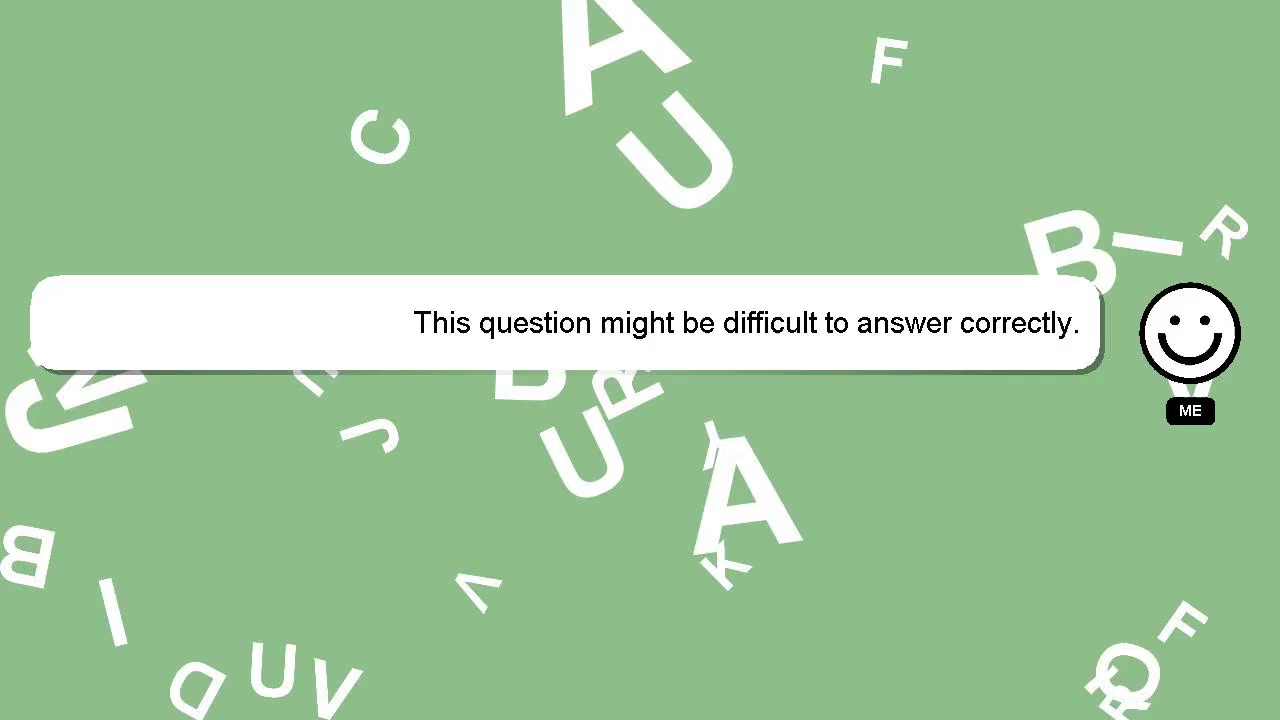 A
F
C
U
R
B I
This question might be difficult to answer correctly.
ME
J
U
R
J
A
K
B
V
I
F
U
D
V
Q
R